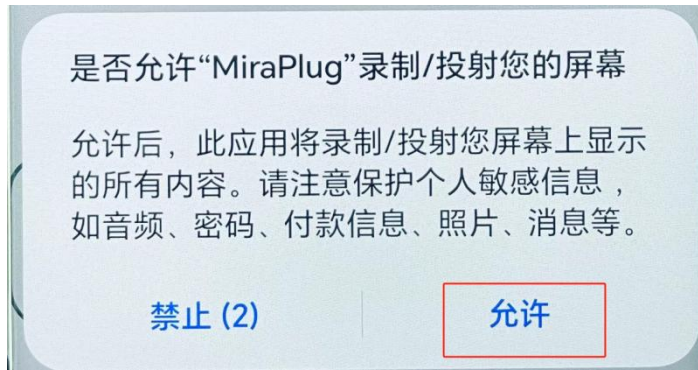 是否允许“MiraPlug”录制/投射您的屏幕
允许后，此应用将录制/投射您屏幕上显示
的所有内容。请注意保护个人敏感信息，
如音频、密码、付款信息、照片、消息等。
禁止 (2)
允许